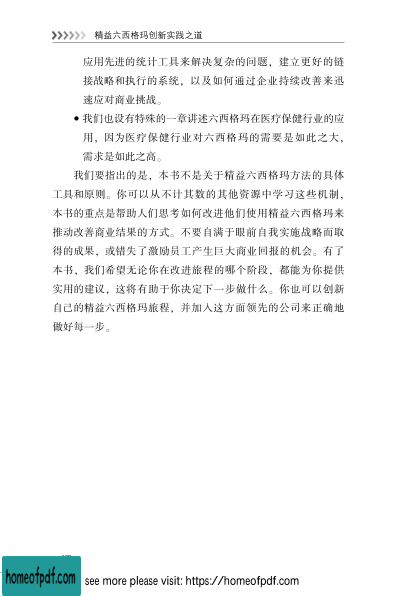 精益六西格玛创新实践之道
应用先进的统计工具来解决复杂的问题，建立更好的链
接战略和执行的系统，以及如何通过企业持续改善来迅
速应对商业挑战。
●我们也设有特殊的一章讲述六西格玛在医疗保健行业的应
用，因为医疗保健行业对六西格玛的需要是如此之大，
需求是如此之高。
我们要指出的是，本书不是关于精益六西格玛方法的具体
工具和原则。你可以从不计其数的其他资源中学习这些机制，
本书的重点是帮助人们思考如何改进他们使用精益六西格玛来
推动改善商业结果的方式。不要自满于眼前自我实施战略而取
得的成果，或错失了激励员工产生巨大商业回报的机会。有了
本书，我们希望无论你在改进旅程的哪个阶段，都能为你提供
实用的建议，这将有助于你决定下一步做什么。你也可以创新
自己的精益六西格玛旅程，并加入这方面领先的公司来正确地
做好每一步。
homeofpdf.com
see more please visit: https://homeofpdf.com